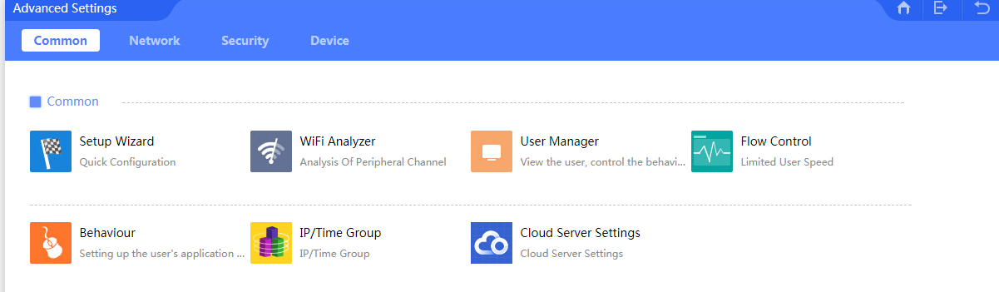 Advanced Settings
Common Network Security Device
Common
Setup Wizard WiFi Analyzer User Manager Flow Control
Quick Configuration Analysis Of Peripheral Channel View the user, control the behavi... Limited User Speed
Behaviour IP/Time Group Cloud Server Settings
Setting up the user's application ... IP/Time Group Cloud Server Settings